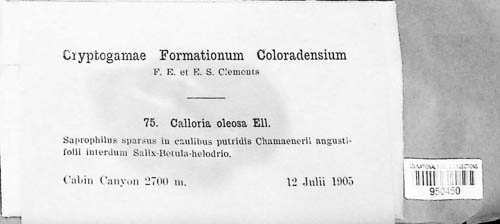 Cryptogamae Formationum Coloradensium
F. E. et E. S. Clements
75. Calloria oleosa Ell.
Saprophilus sparsus in caulibus putridis Chamaenerii angusti-
folii interdum Salix-Betula-helodrio.
Cabin Canyon 2700 m. 12 Julii 1905
950450